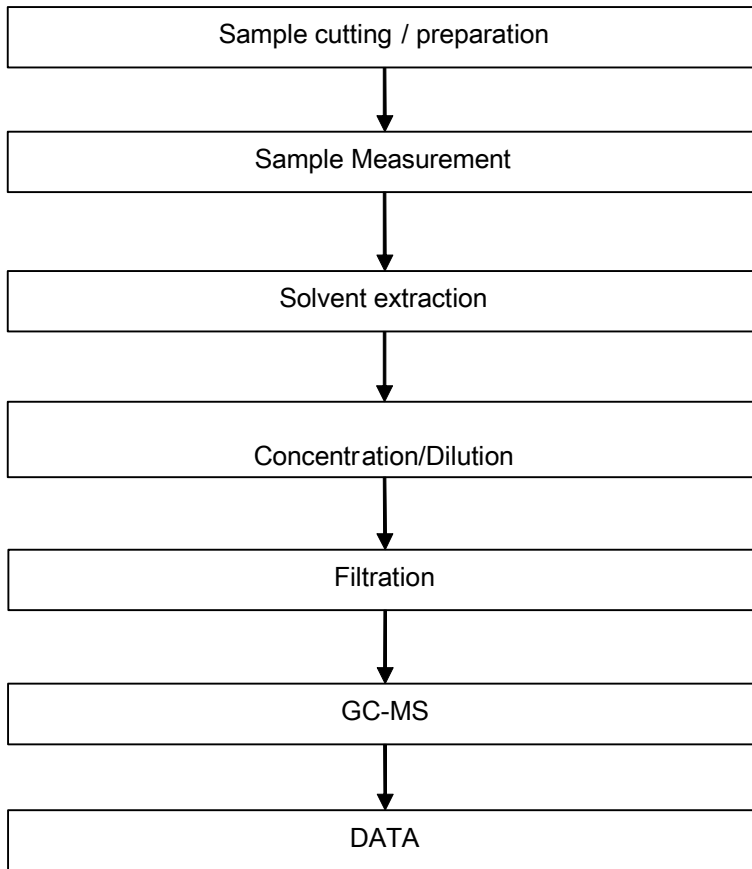 Sample cutting / preparation
Sample Measurement
Solvent extraction
Concentration/Dilution
Filtration
GC-MS
DATA